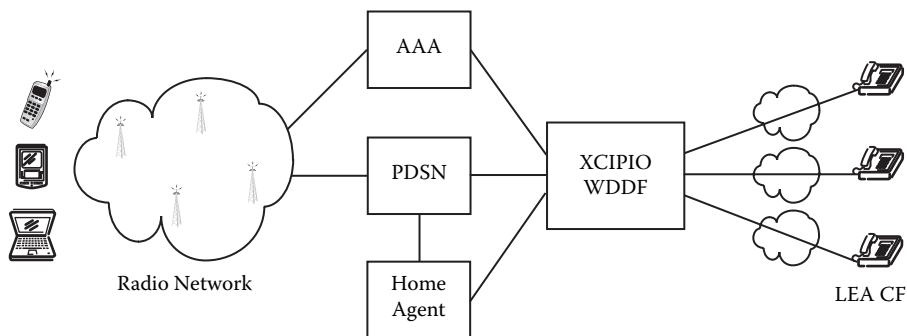 AAA
PDSN
XCIPIO
WDDF
Radio Network
Home
Agent
LEA CF